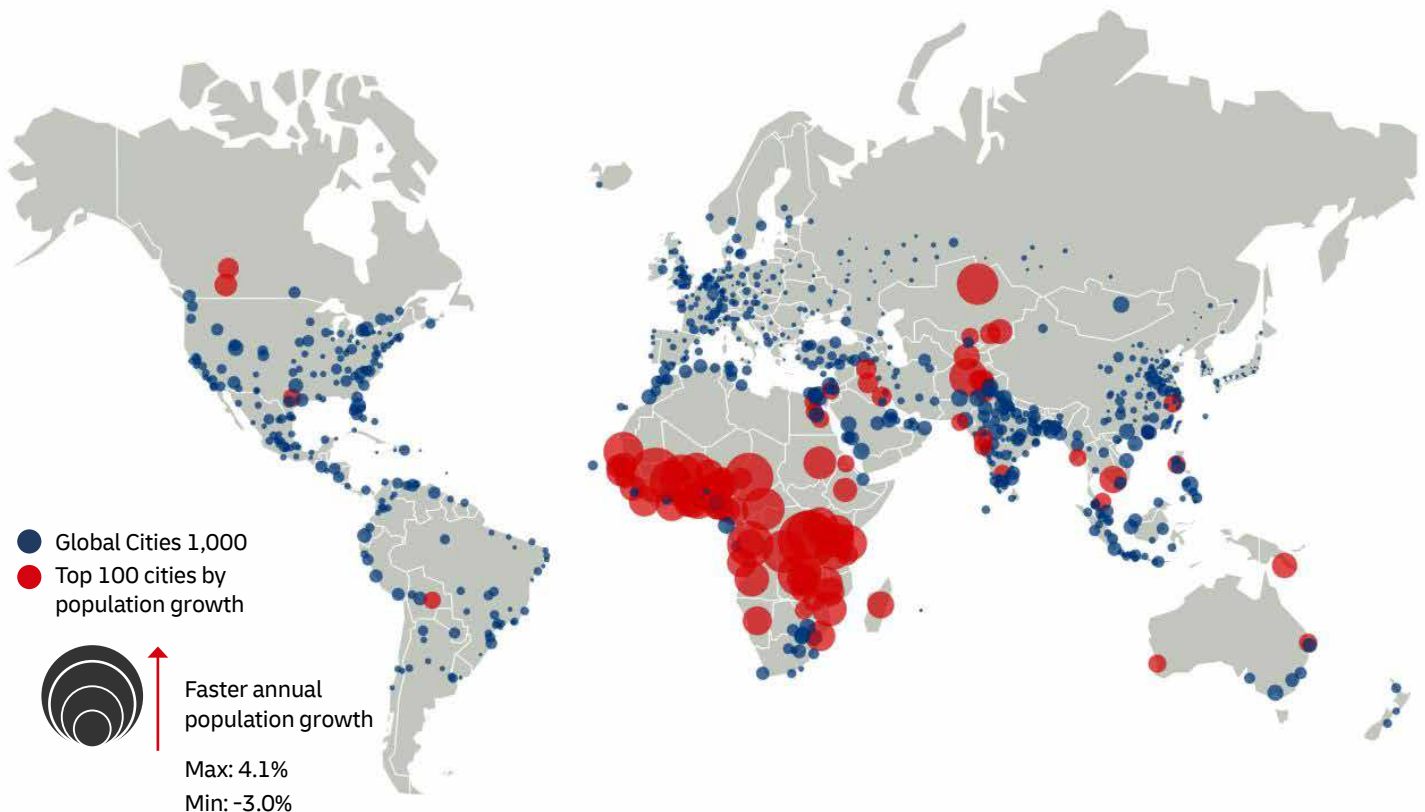 Global Cities 1,000
Top 100 cities by
population growth
Faster annual
population growth
Max: 4.1%
Min: -3.0%